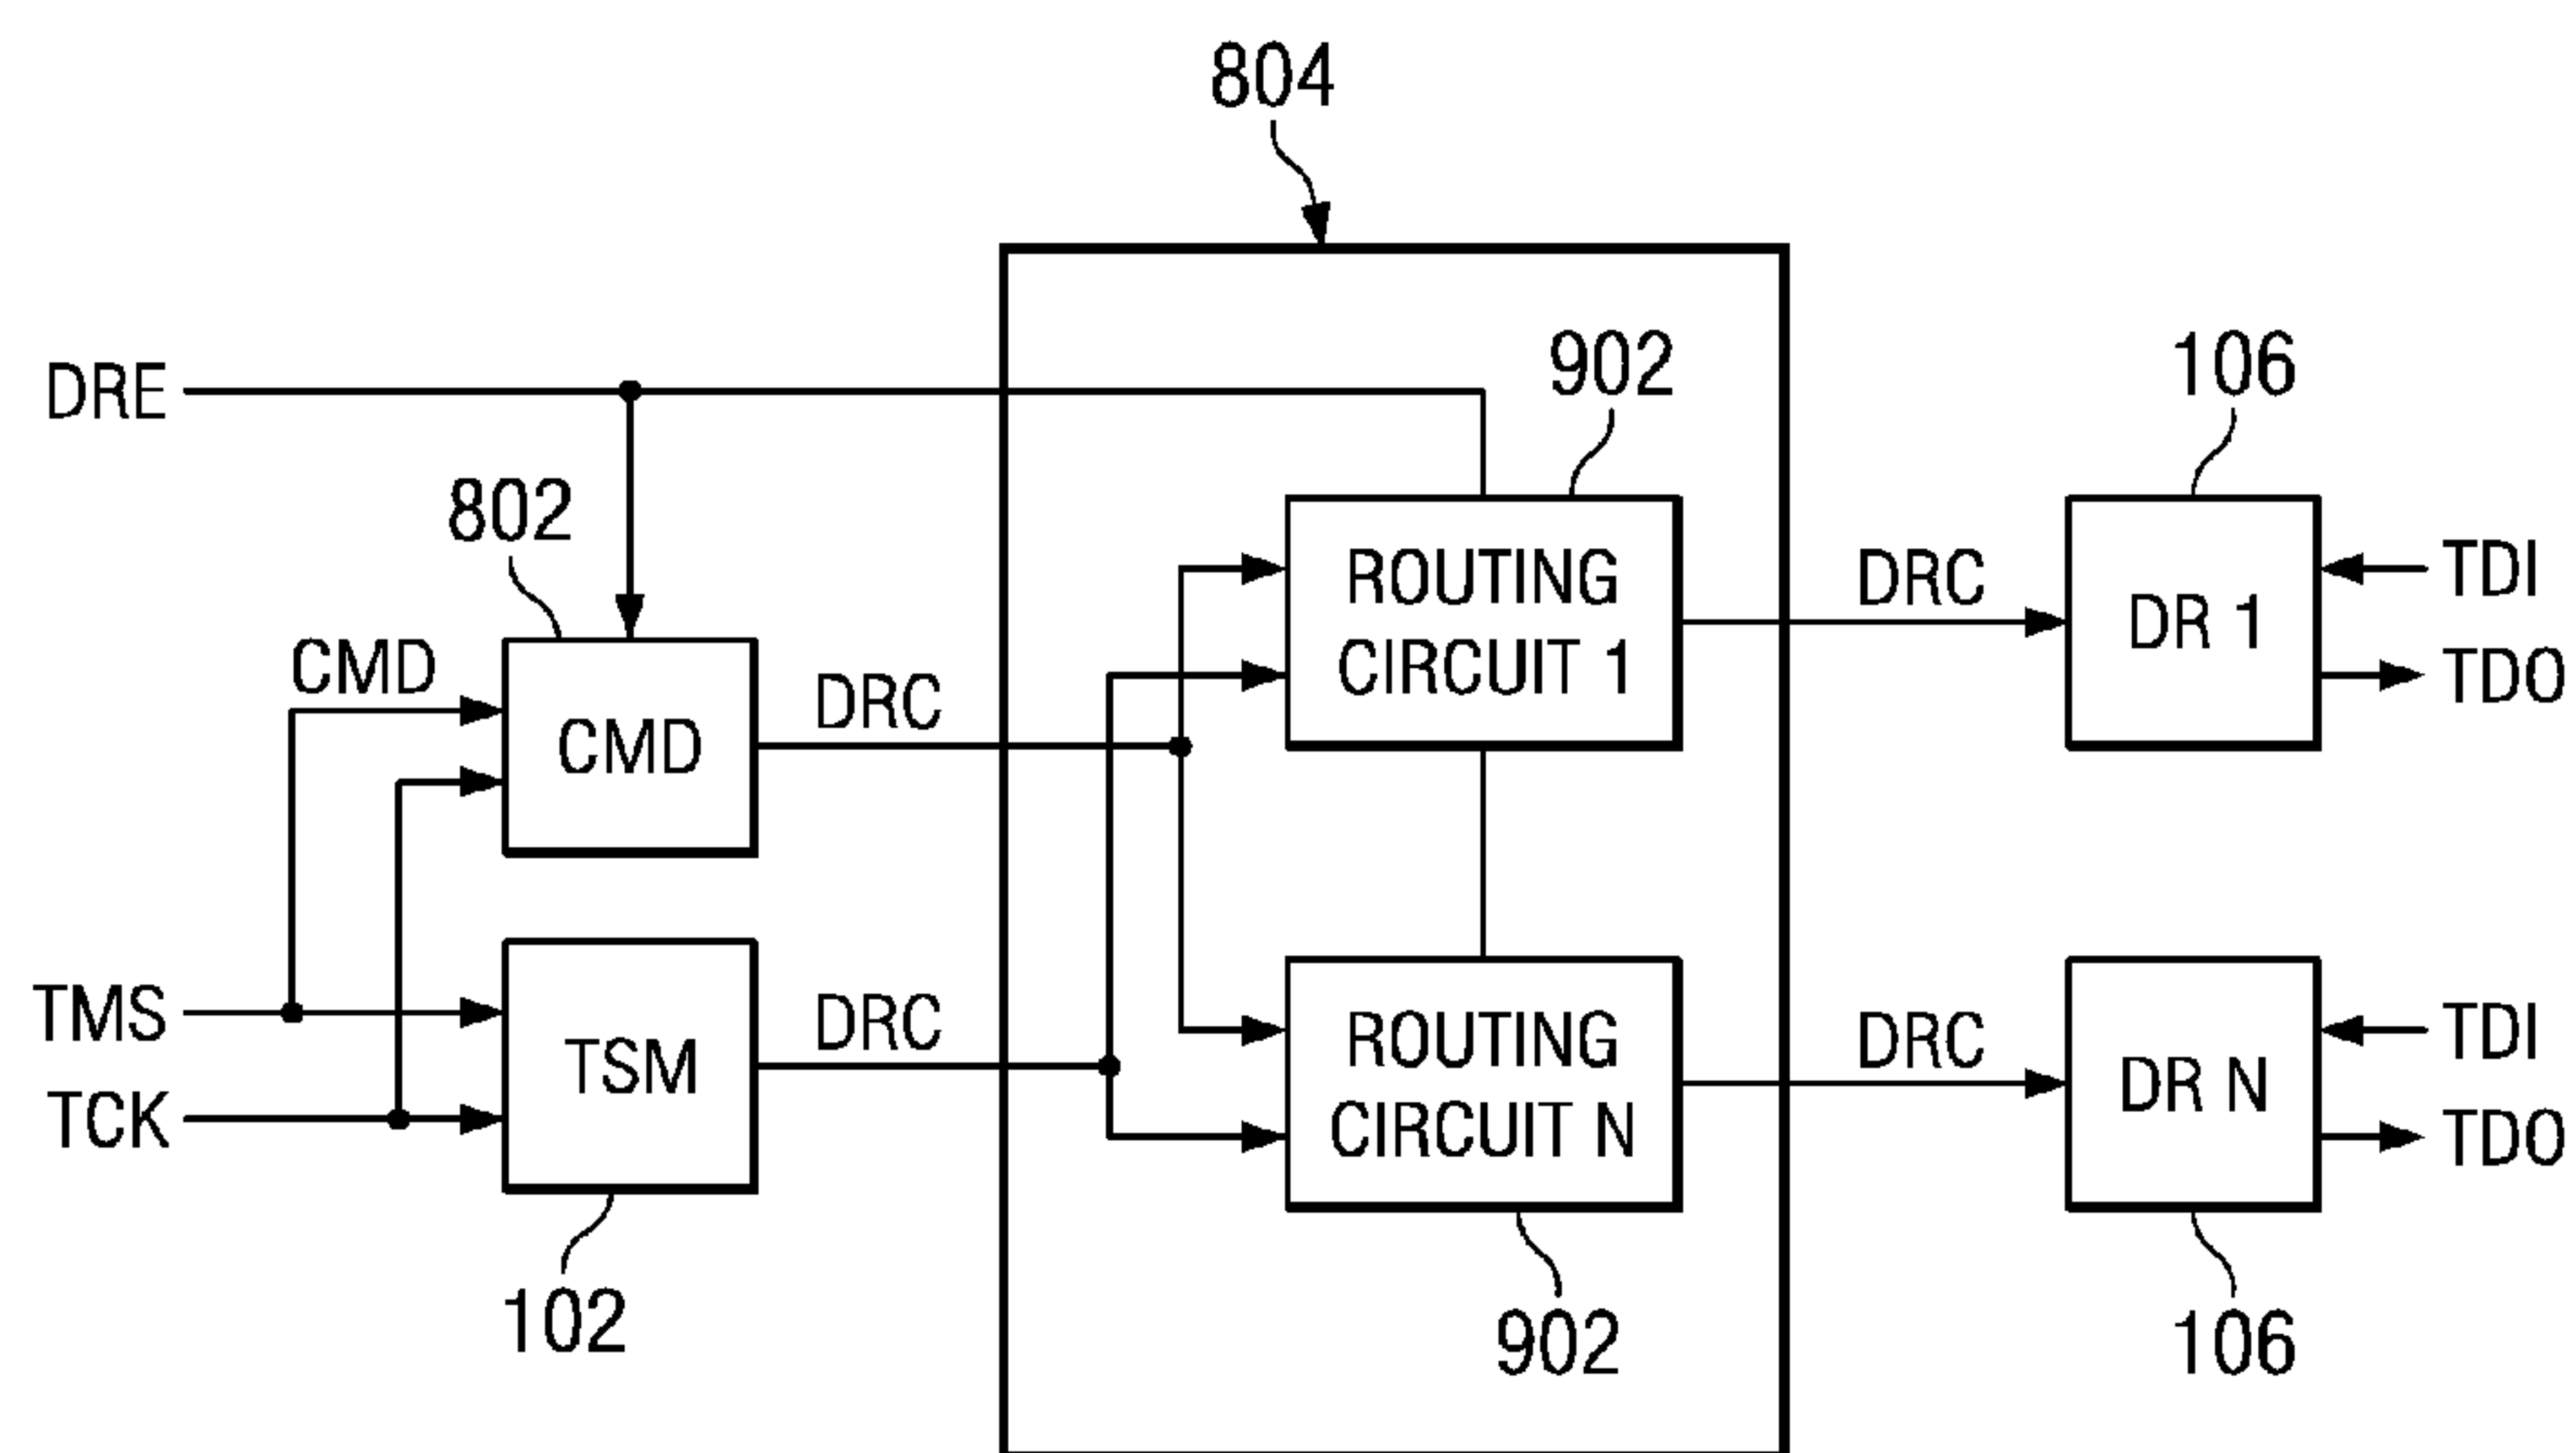 804
DRE
902
106
802
CMD
CMD
DRC
ROUTING
CIRCUIT 1
DRC
DR 1
TDI
TDO
TMS
TCK
TSM
DRC
ROUTING
CIRCUIT N
DRC
DR N
TDI
TDO
102
902
106